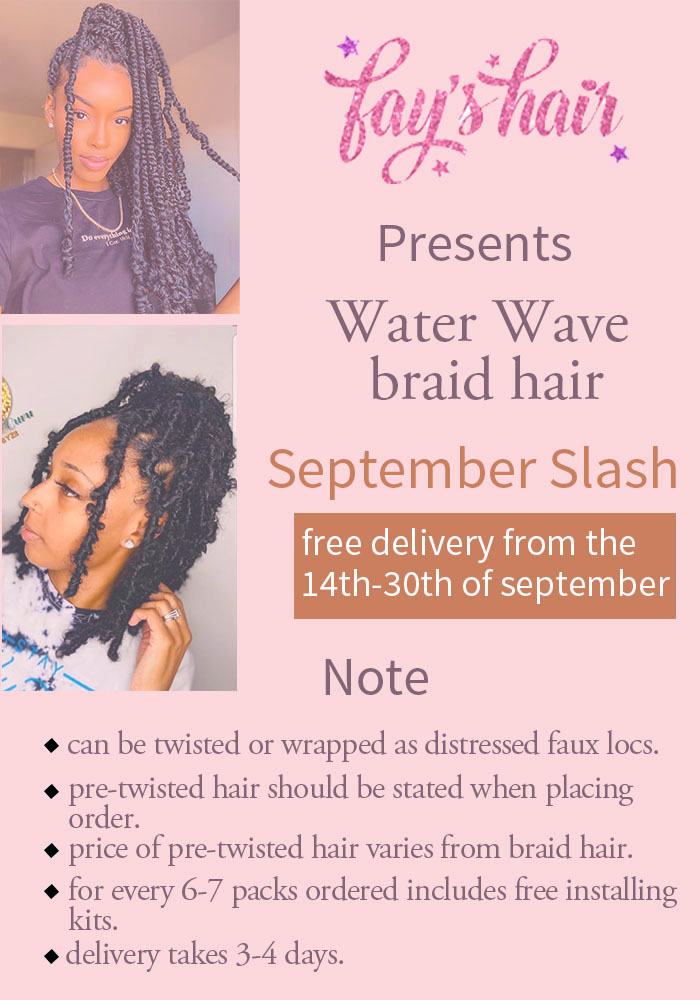 fay's hair
Presents
Water Wave
braid hair
September Slash
free delivery from the
14th-30th of september
Note
◆ can be twisted or wrapped as distressed faux locs.
◆ pre-twisted hair should be stated when placing
order.
◆ price of pre-twisted hair varies from braid hair.
◆ for every 6-7 packs ordered includes free installing
kits.
◆ delivery takes 3-4 days.
Do everything in